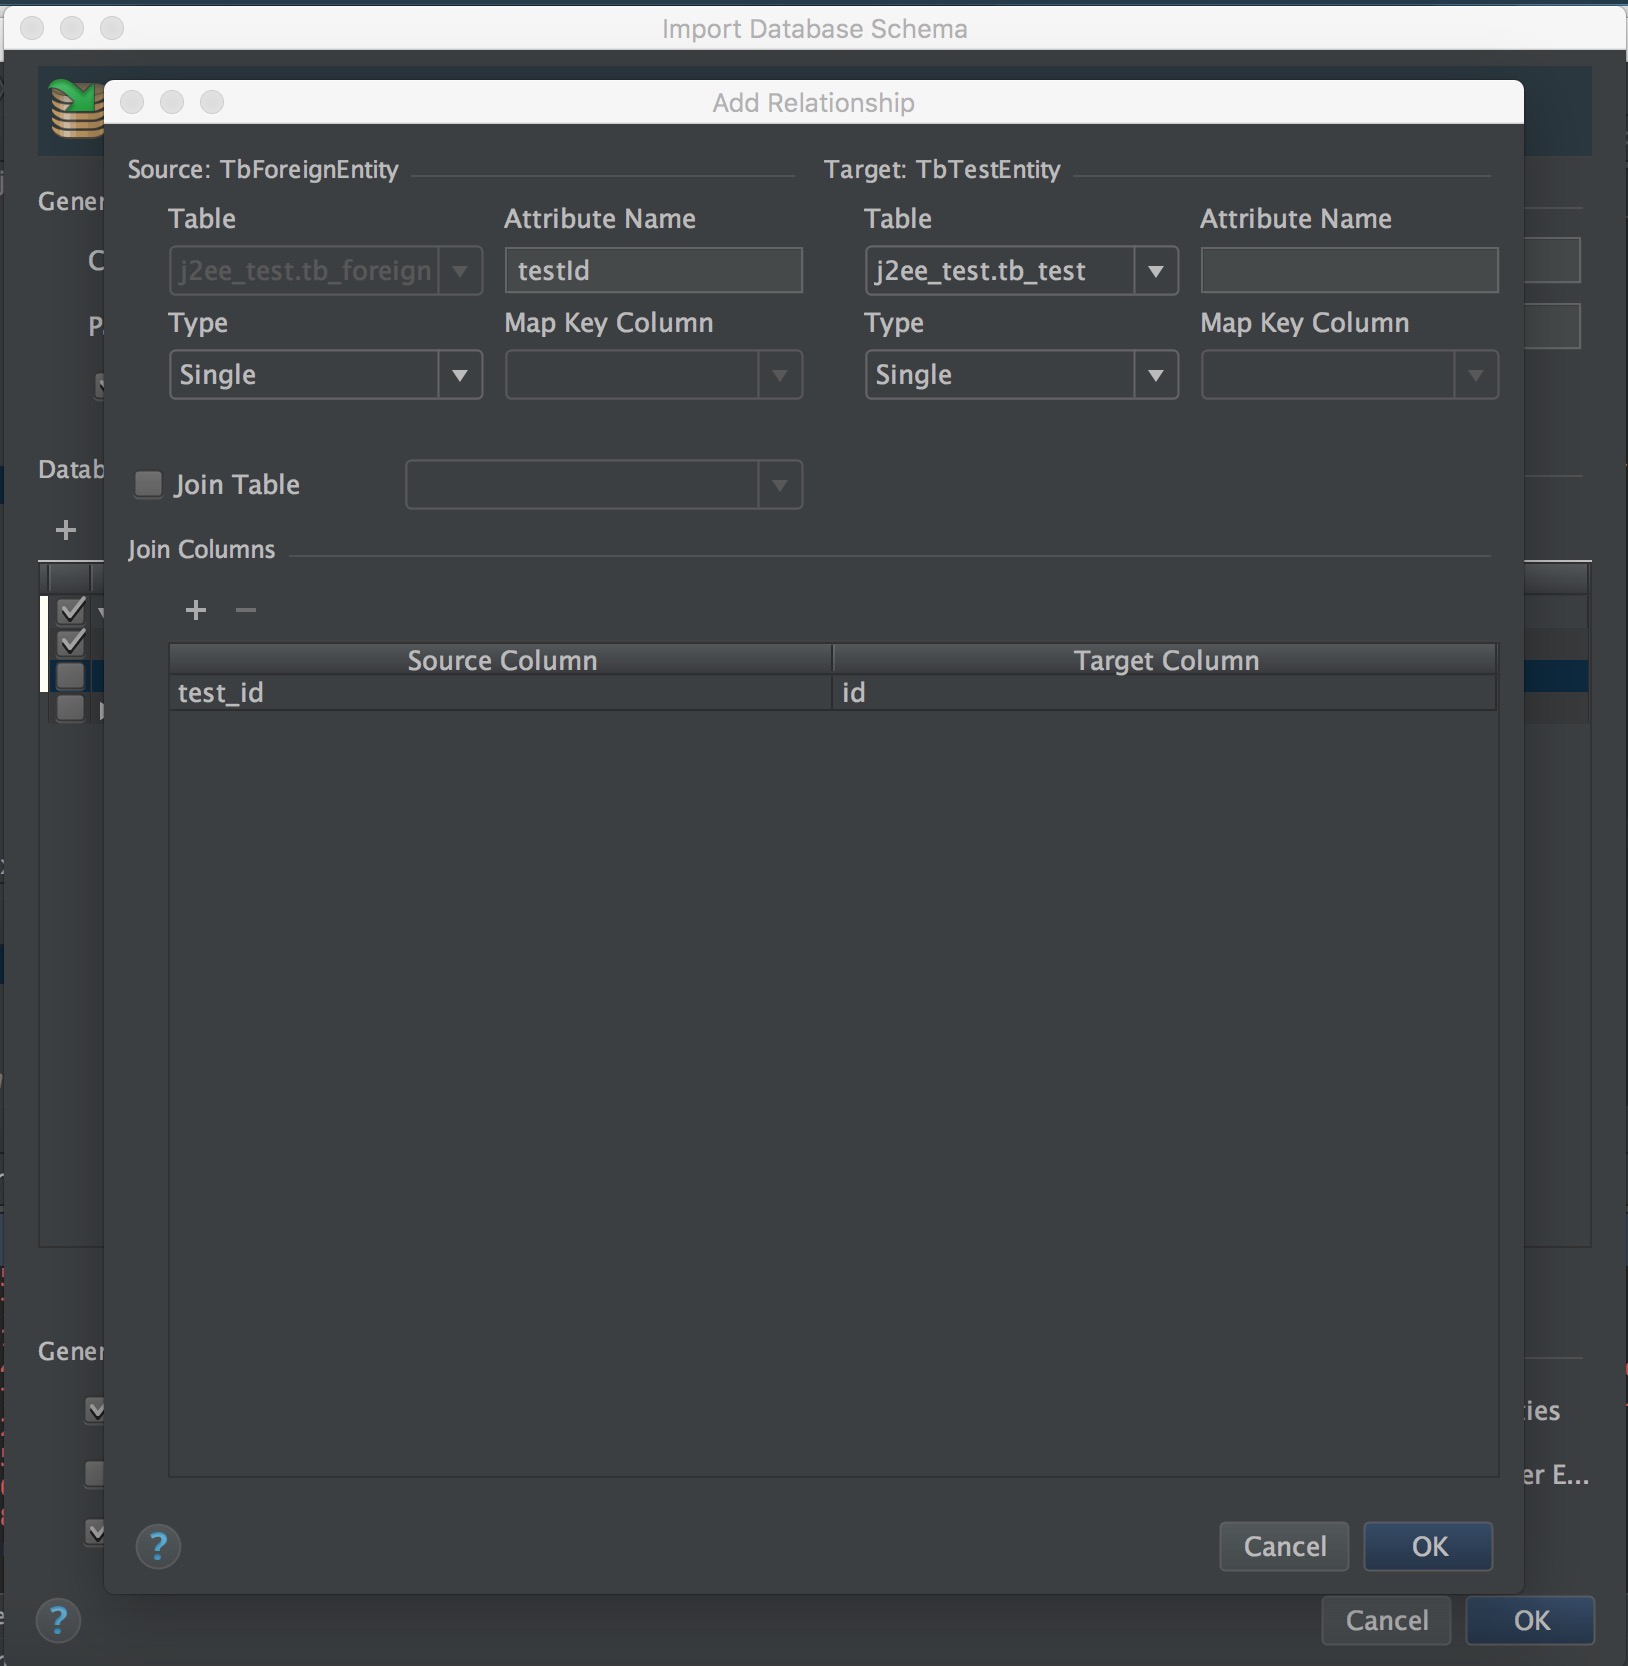 Import Database Schema
Add Relationship
Source: TbForeignEntity
Target: TbTestEntity
Table
Attribute Name
Table
Attribute Name
j2ee_test.tb_foreign
testId
j2ee_test.tb_test
Type
Map Key Column
Type
Map Key Column
Single
Single
Join Table
Join Columns
Source Column
Target Column
test_id
id
Cancel
OK
Gener
C
P
Datab
Gener
ties
er E...
Cancel
OK